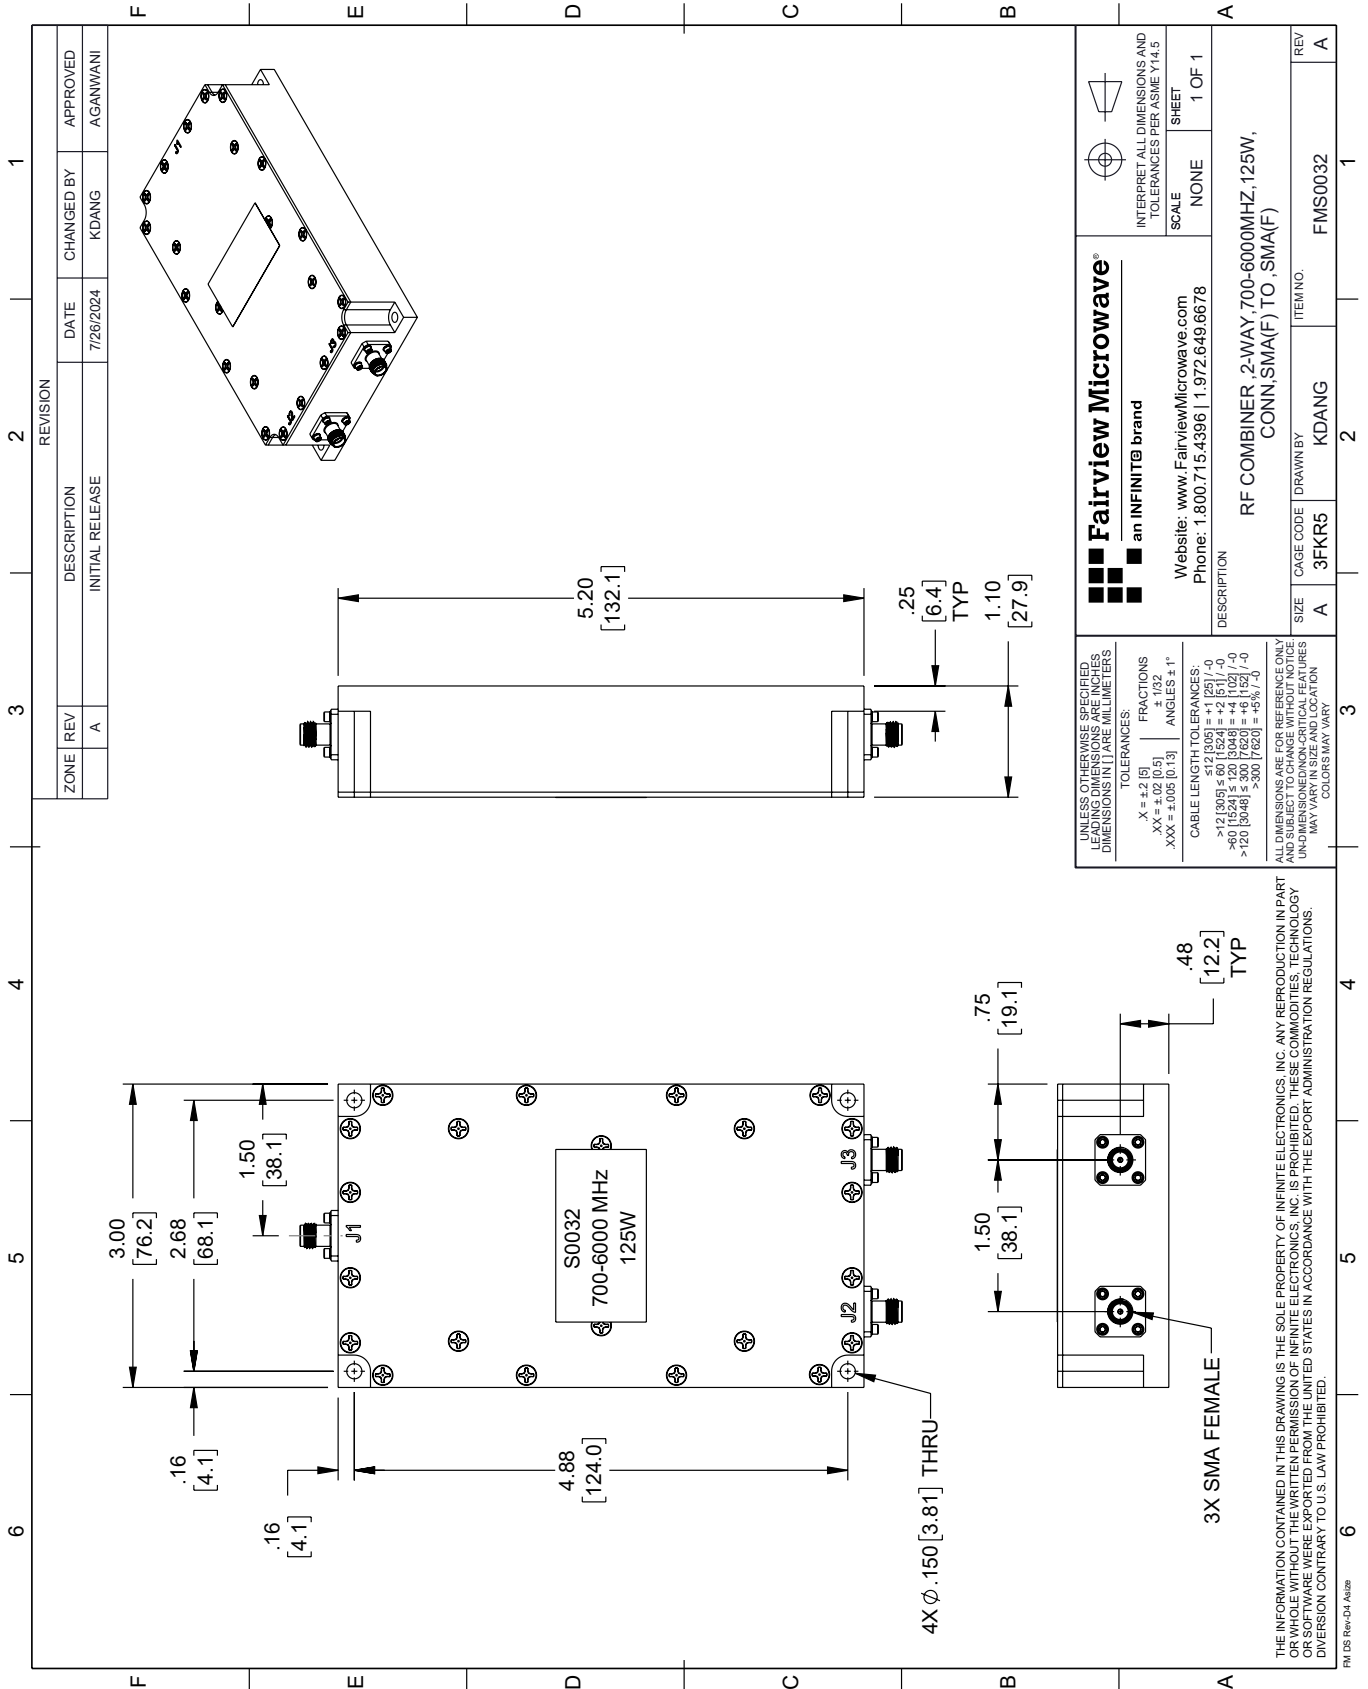 REVISION
ZONE REV DESCRIPTION DATE CHANGED BY APPROVED
A INITIAL RELEASE 7/26/2024 KDANG AGANWANI
6 5 4 3 2 1
F
E
D
C
B
A
3.00
[76.2]
2.68
[68.1]
.16
[4.1]
1.50
[38.1]
.16
[4.1]
4.88
[124.0]
4X Ø .150 [3.81] THRU
J1
S0032
700-6000 MHz
125W
J2
J3
5.20
[132.1]
.25
[6.4]
TYP
1.10
[27.9]
J1
J2
J3
.75
[19.1]
1.50
[38.1]
.48
[12.2]
TYP
3X SMA FEMALE
UNLESS OTHERWISE SPECIFIED
LEADING DIMENSIONS ARE INCHES
DIMENSIONS IN [ ] ARE MILLIMETERS
TOLERANCES:
.X = ±.2 [5] FRACTIONS
.XX = ±.02 [0.5] ± 1/32
.XXX = ±.005 [0.13] ANGLES ± 1°
CABLE LENGTH TOLERANCES:
≤12 [305] = +1 [25] / -0
>12 [305] ≤ 60 [1524] = +2 [51] / -0
>60 [1524] ≤ 120 [3048] = +4 [102] / -0
>120 [3048] ≤ 300 [7620] = +6 [152] / -0
>300 [7620] = +5% / -0
ALL DIMENSIONS ARE FOR REFERENCE ONLY
AND SUBJECT TO CHANGE WITHOUT NOTICE.
UN-DIMENSIONED/NON-CRITICAL FEATURES
MAY VARY IN SIZE AND LOCATION
COLORS MAY VARY
Fairview Microwave®
an INFINIT@ brand
Website: www.FairviewMicrowave.com
Phone: 1.800.715.4396 | 1.972.649.6678
INTERPRET ALL DIMENSIONS AND
TOLERANCES PER ASME Y14.5
SCALE
NONE
SHEET
1 OF 1
DESCRIPTION
RF COMBINER ,2-WAY,700-6000MHZ,125W,
CONN,SMA(F) TO ,SMA(F)
SIZE
A
CAGE CODE
3FKR5
DRAWN BY
KDANG
ITEM NO.
FMS0032
REV
A
THE INFORMATION CONTAINED IN THIS DRAWING IS THE SOLE PROPERTY OF INFINITE ELECTRONICS, INC. ANY REPRODUCTION IN PART
OR WHOLE WITHOUT THE WRITTEN PERMISSION OF INFINITE ELECTRONICS, INC. IS PROHIBITED. THESE COMMODITIES, TECHNOLOGY
OR SOFTWARE WERE EXPORTED FROM THE UNITED STATES IN ACCORDANCE WITH THE EXPORT ADMINISTRATION REGULATIONS.
DIVERSION CONTRARY TO U.S. LAW PROHIBITED.
6 5 4 3 2 1
F
E
D
C
B
A
FM DS Rev-D4 Asize